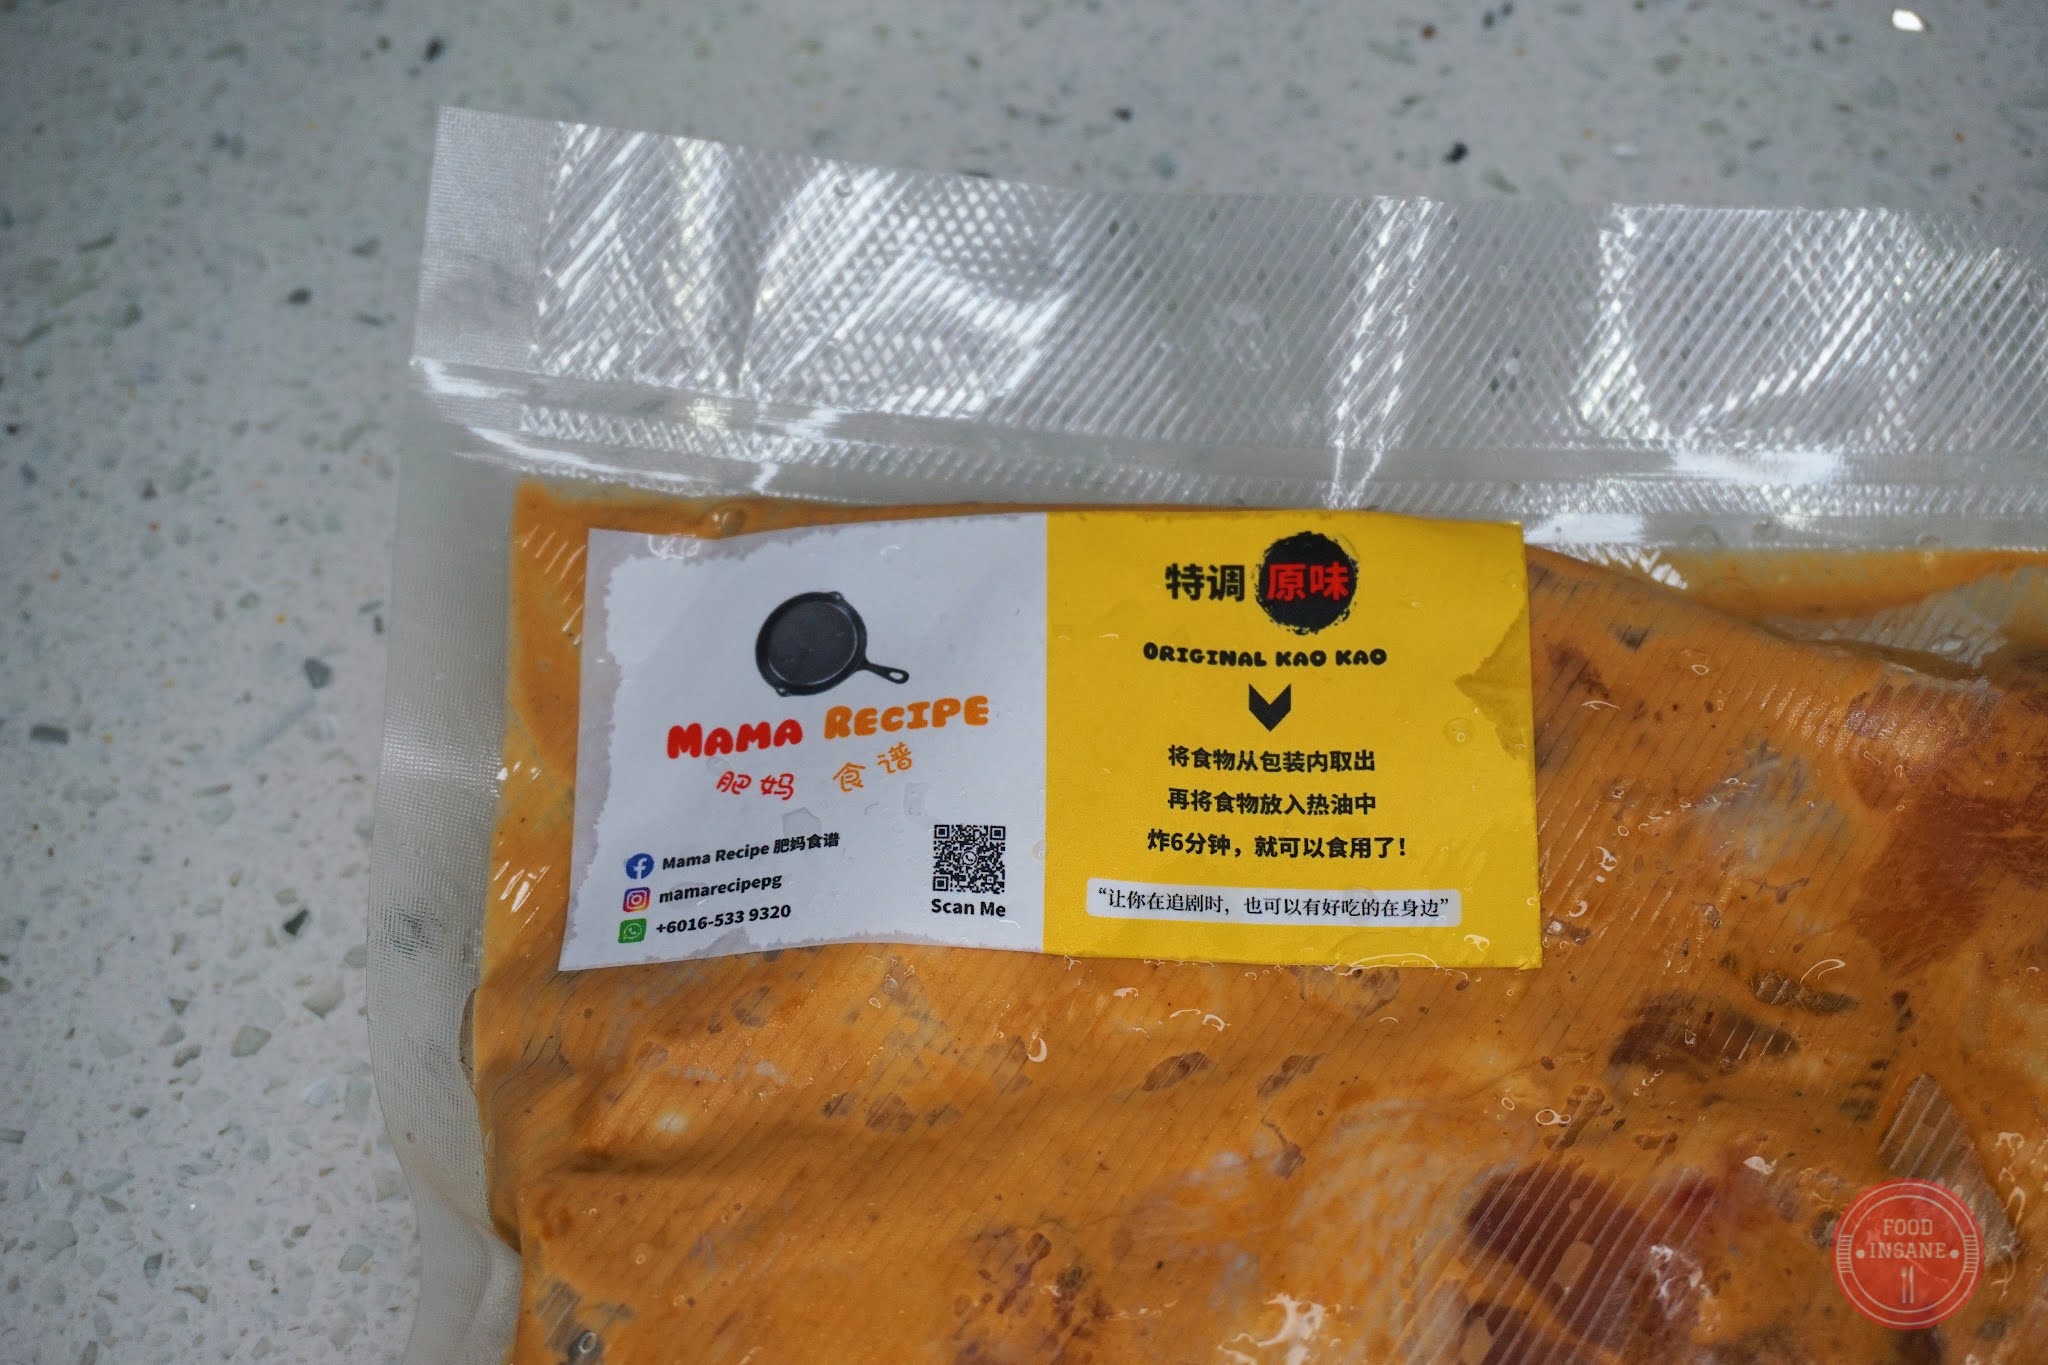 MAMA RECIPE
肥妈 食谱
Mama Recipe 肥妈食谱
mamarecipepg
+6016-533 9320
Scan Me
特调 原味
ORIGINAL KAO KAO
将食物从包装内取出
再将食物放入热油中
炸6分钟，就可以食用了！
“让你在追剧时，也可以有好吃的在身边”
FOOD
INSANE